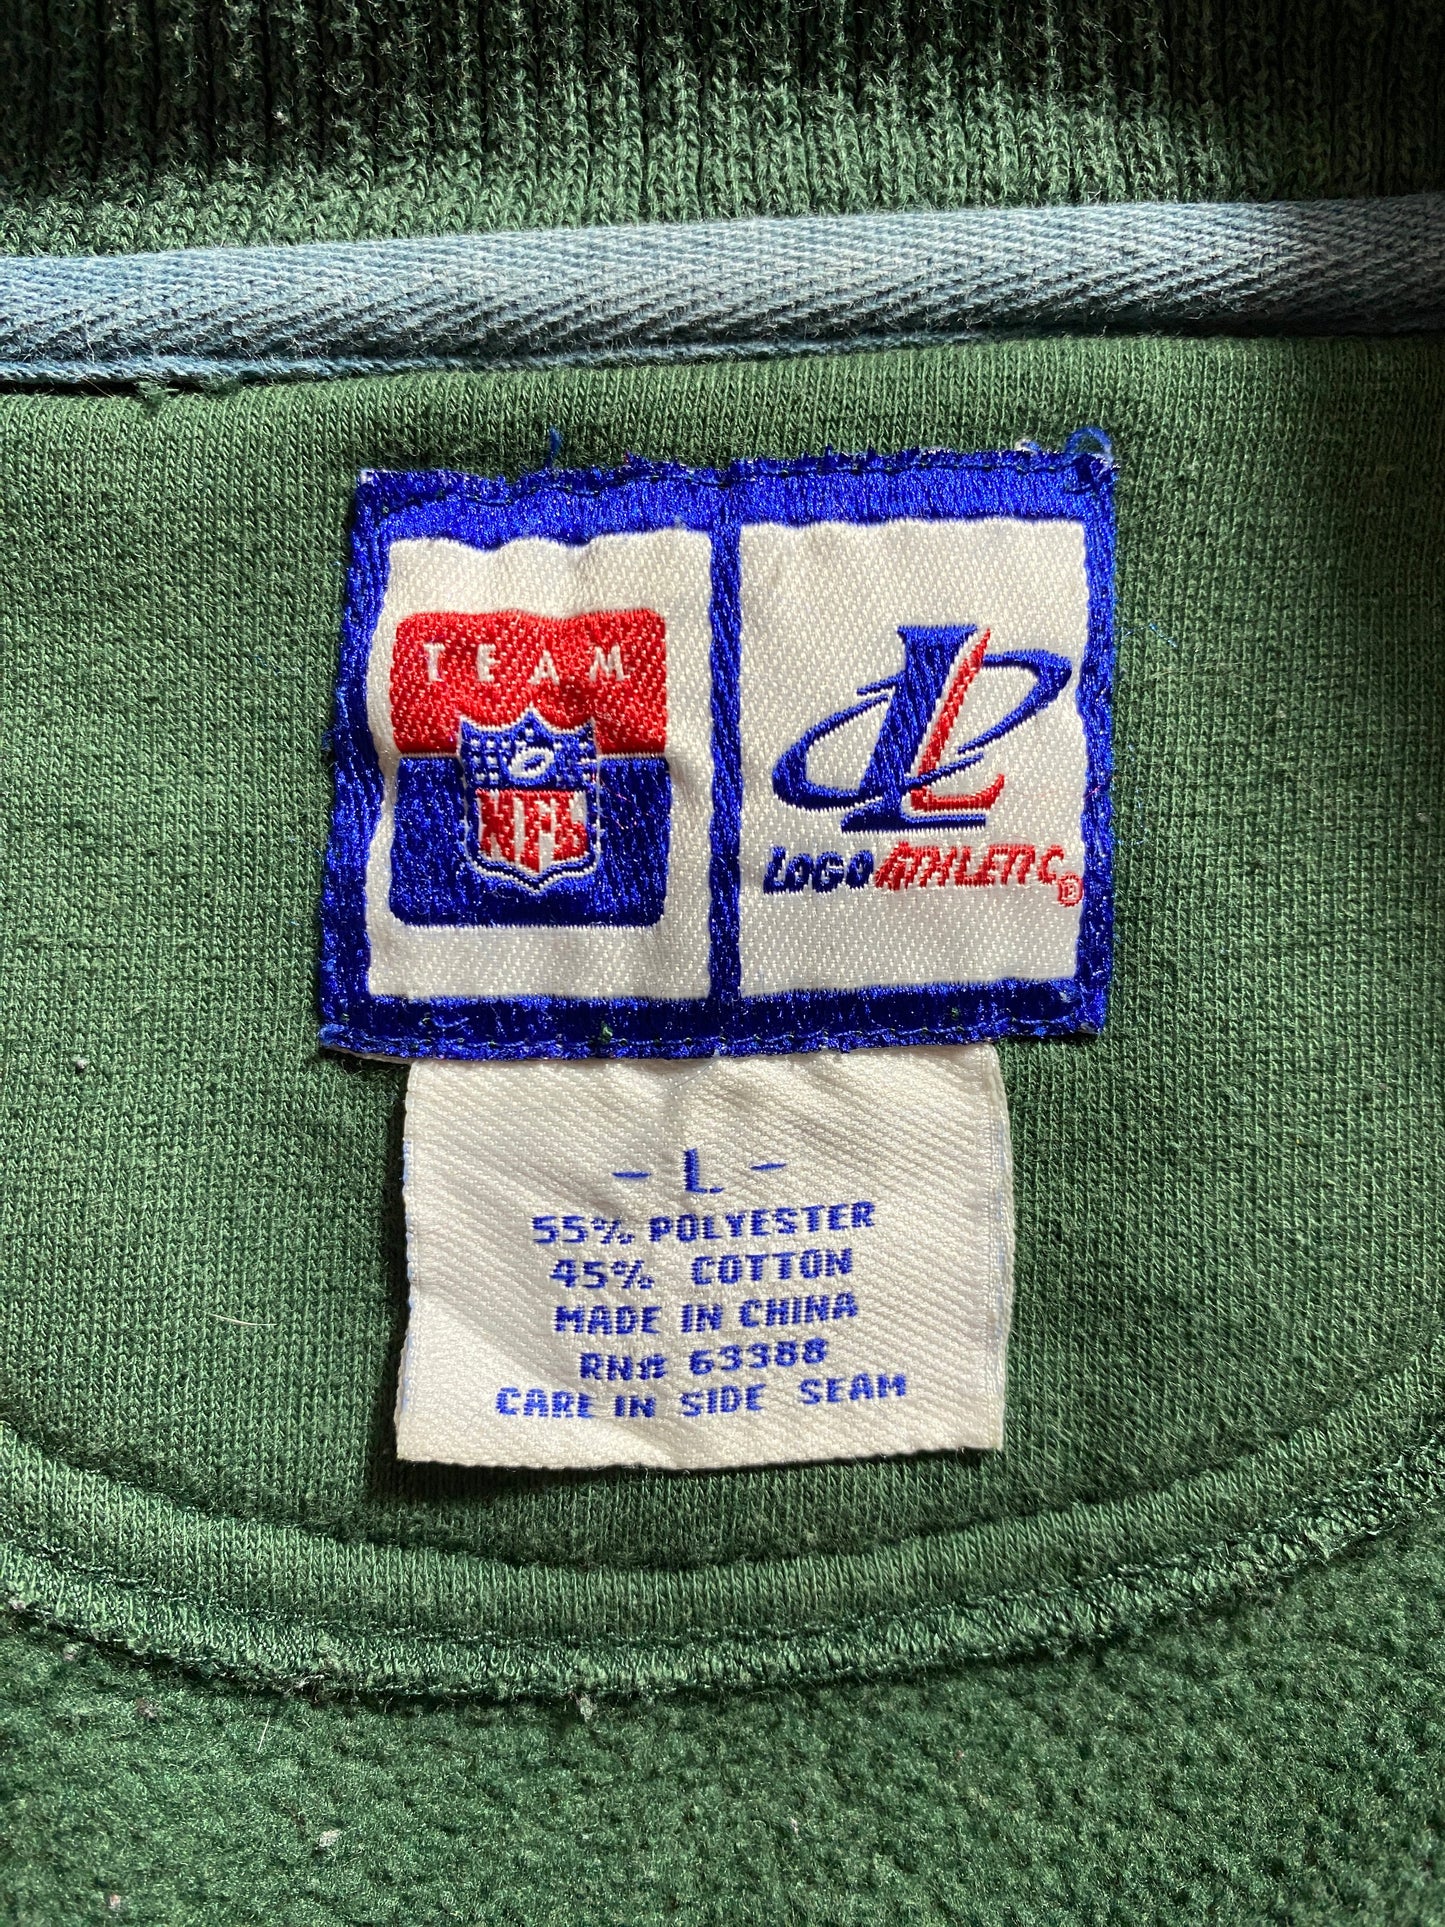 TEAM
NFL
L
LOGO ATHLETIC®
- L -
55% POLYESTER
45% COTTON
MADE IN CHINA
RN# 63388
CARE IN SIDE SEAM